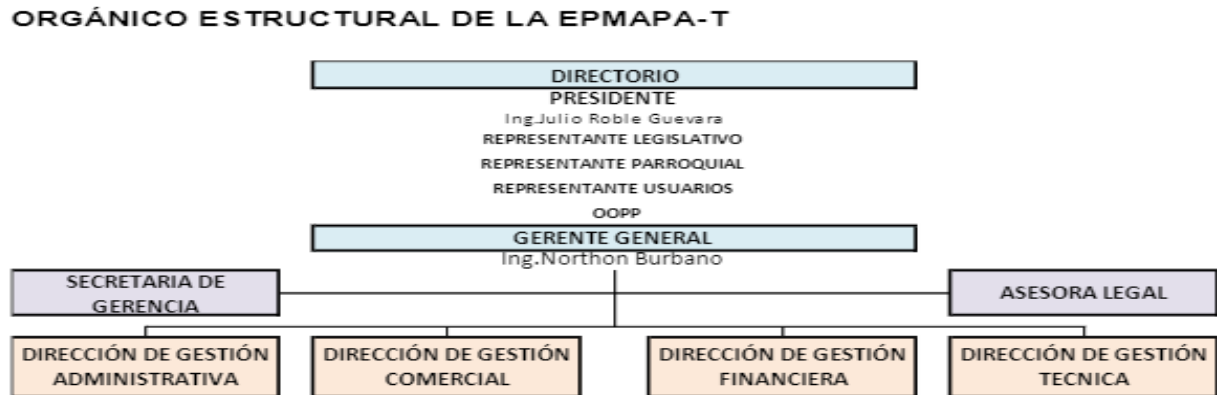 ORGÁNICO ESTRUCTURAL DE LA EPMAPA-T
DIRECTORIO
PRESIDENTE
Ing.Julio Roble Guevara
REPRESENTANTE LEGISLATIVO
REPRESENTANTE PARROQUIAL
REPRESENTANTE USUARIOS
OOPP
GERENTE GENERAL
Ing.Northon Burbano
SECRETARIA DE
GERENCIA
ASESORA LEGAL
DIRECCIÓN DE GESTIÓN
ADMINISTRATIVA
DIRECCIÓN DE GESTIÓN
COMERCIAL
DIRECCIÓN DE GESTIÓN
FINANCIERA
DIRECCIÓN DE GESTIÓN
TECNICA